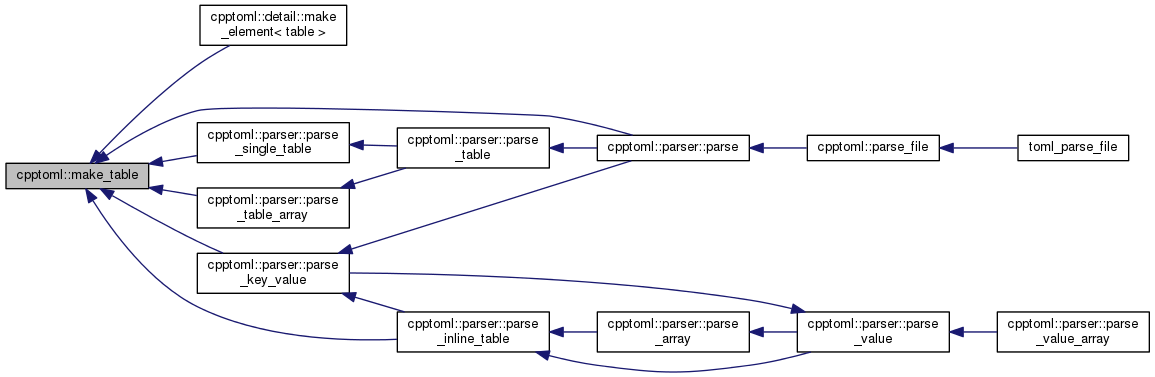 cpptoml::detail::make
_element< table >
cpptoml::parser::parse
_single_table
cpptoml::parser::parse
_table
cpptoml::parser::parse
cpptoml::parse_file
toml_parse_file
cpptoml::make_table
cpptoml::parser::parse
_table_array
cpptoml::parser::parse
_key_value
cpptoml::parser::parse
_inline_table
cpptoml::parser::parse
_array
cpptoml::parser::parse
_value
cpptoml::parser::parse
_value_array